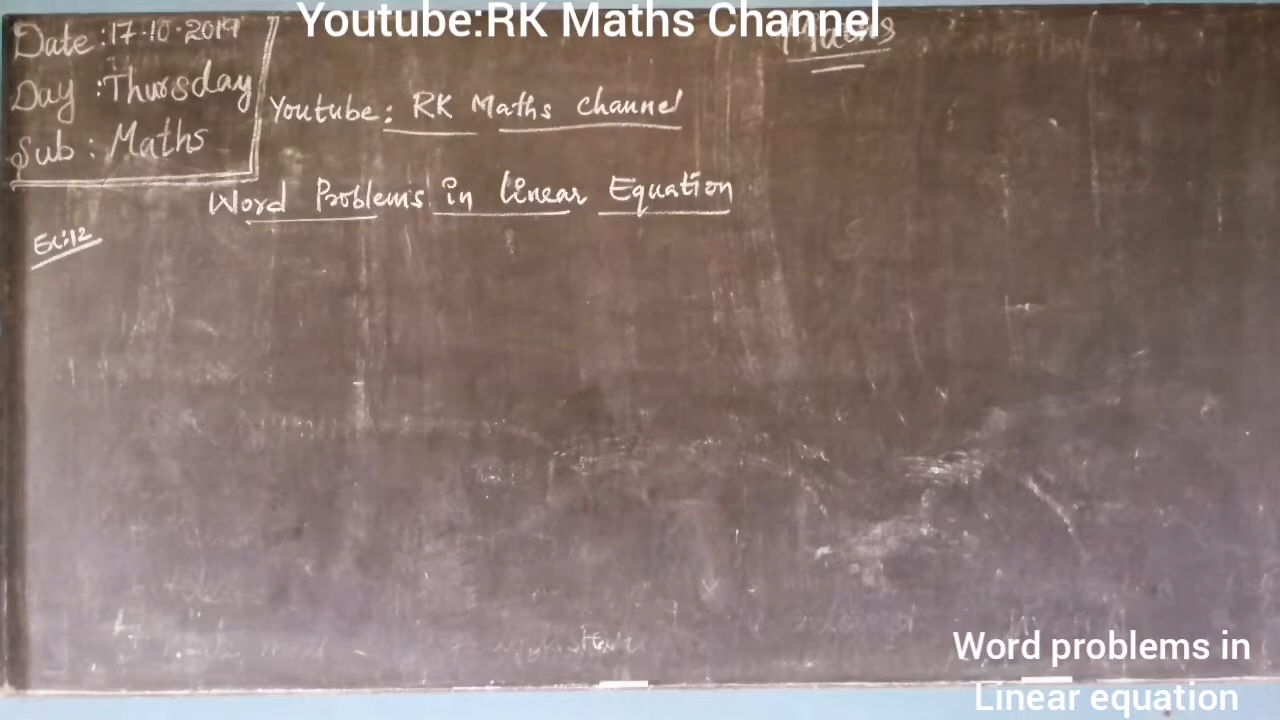 Youtube:RK Maths Channel
Date :17-10-2019
Day :Thursday
Sub : Maths
Maths
Youtube: RK Maths channel
Word Problems in linear Equation
Ex:12
Word problems in
Linear equation